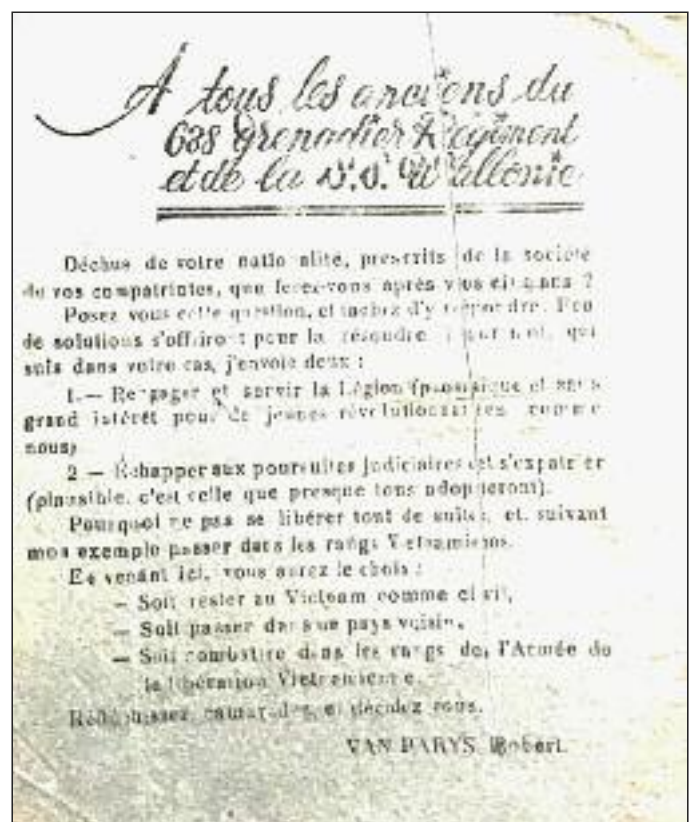 A tous les anciens du
638 Grenadier Régiment
et de la S.S. Wallonie
Déchus de votre natio alité, proscrits de la société
de vos compatriotes, que ferez-vous après vos cinq ans ?
Posez vous cette question, et tachez d'y répondre. Peu
de solutions s'offriront pour la résoudre ; pour moi, qui
suis dans votre cas, j'envoie deux :
1.— Rengager et servir la Légion ( et sans
grand intérêt pour de jeunes révolutionnaires comme
nous)
2 — Échapper aux poursuites judiciaires et s'expatrier
(plausible, c'est celle que presque tous adopteront).
Pourquoi ne pas se libérer tout de suite, et, suivant
mon exemple passer dans les rangs Vietnamiens.
En venant ici, vous aurez le choix :
— Soit rester au Vietnam comme civil,
— Soit passer dans un pays voisin,
— Soit combattre dans les rangs de l'Armée de
la libération Vietnamienne.
Réfléchissez, camarades, et décidez vous.
VAN PARYS Robert.